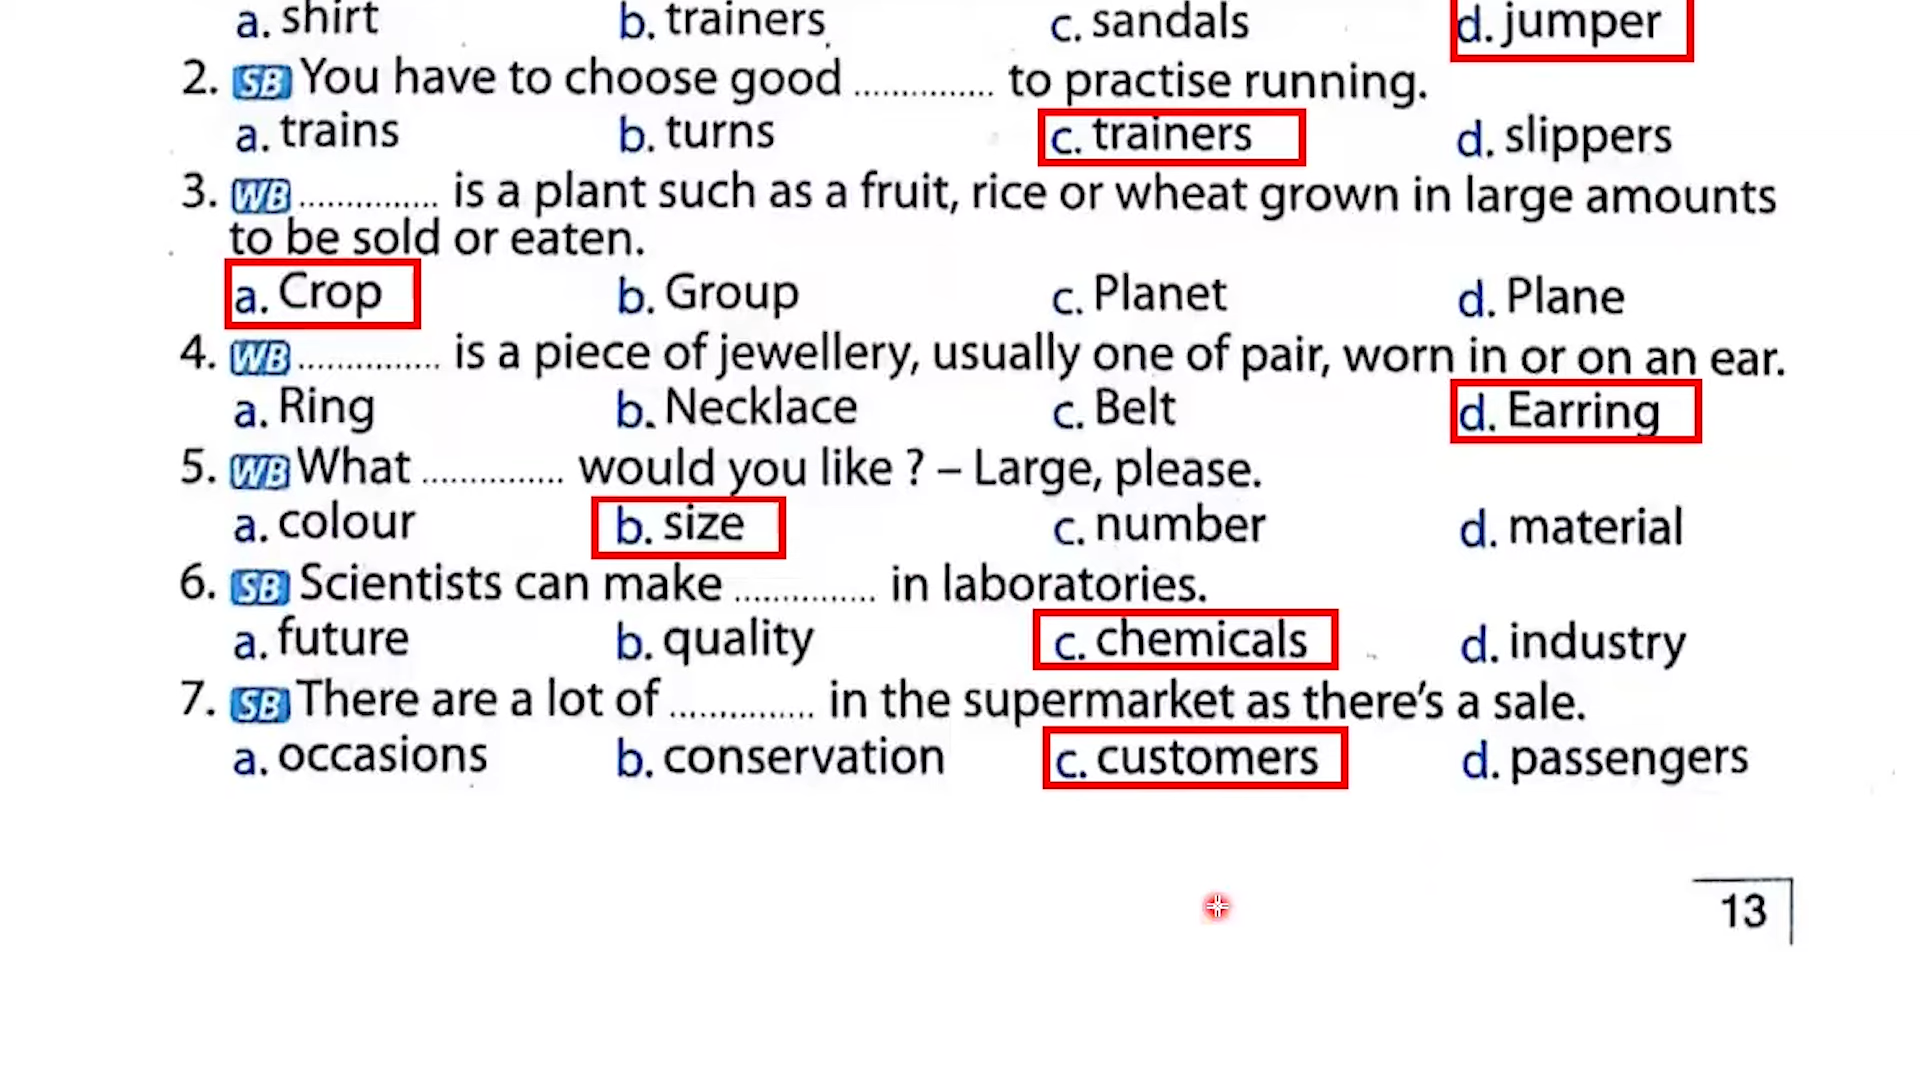 a. shirt b. trainers c. sandals d. jumper
2. SB You have to choose good ............... to practise running.
a. trains b. turns c. trainers d. slippers
3. WB ............... is a plant such as a fruit, rice or wheat grown in large amounts
to be sold or eaten.
a. Crop b. Group c. Planet d. Plane
4. WB ............... is a piece of jewellery, usually one of pair, worn in or on an ear.
a. Ring b. Necklace c. Belt d. Earring
5. WB What ............... would you like ? – Large, please.
a. colour b. size c. number d. material
6. SB Scientists can make ............... in laboratories.
a. future b. quality c. chemicals d. industry
7. SB There are a lot of ............... in the supermarket as there's a sale.
a. occasions b. conservation c. customers d. passengers
13